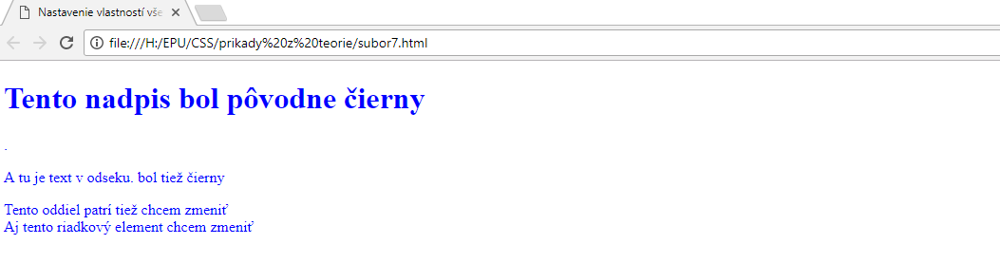 Nastavenie vlastností vše
file:///H:/EPU/CSS/prikady%20z%20teorie/subor7.html
Tento nadpis bol pôvodne čierny
.
A tu je text v odseku. bol tiež čierny
Tento oddiel patrí tiež chcem zmeniť
Aj tento riadkový element chcem zmeniť